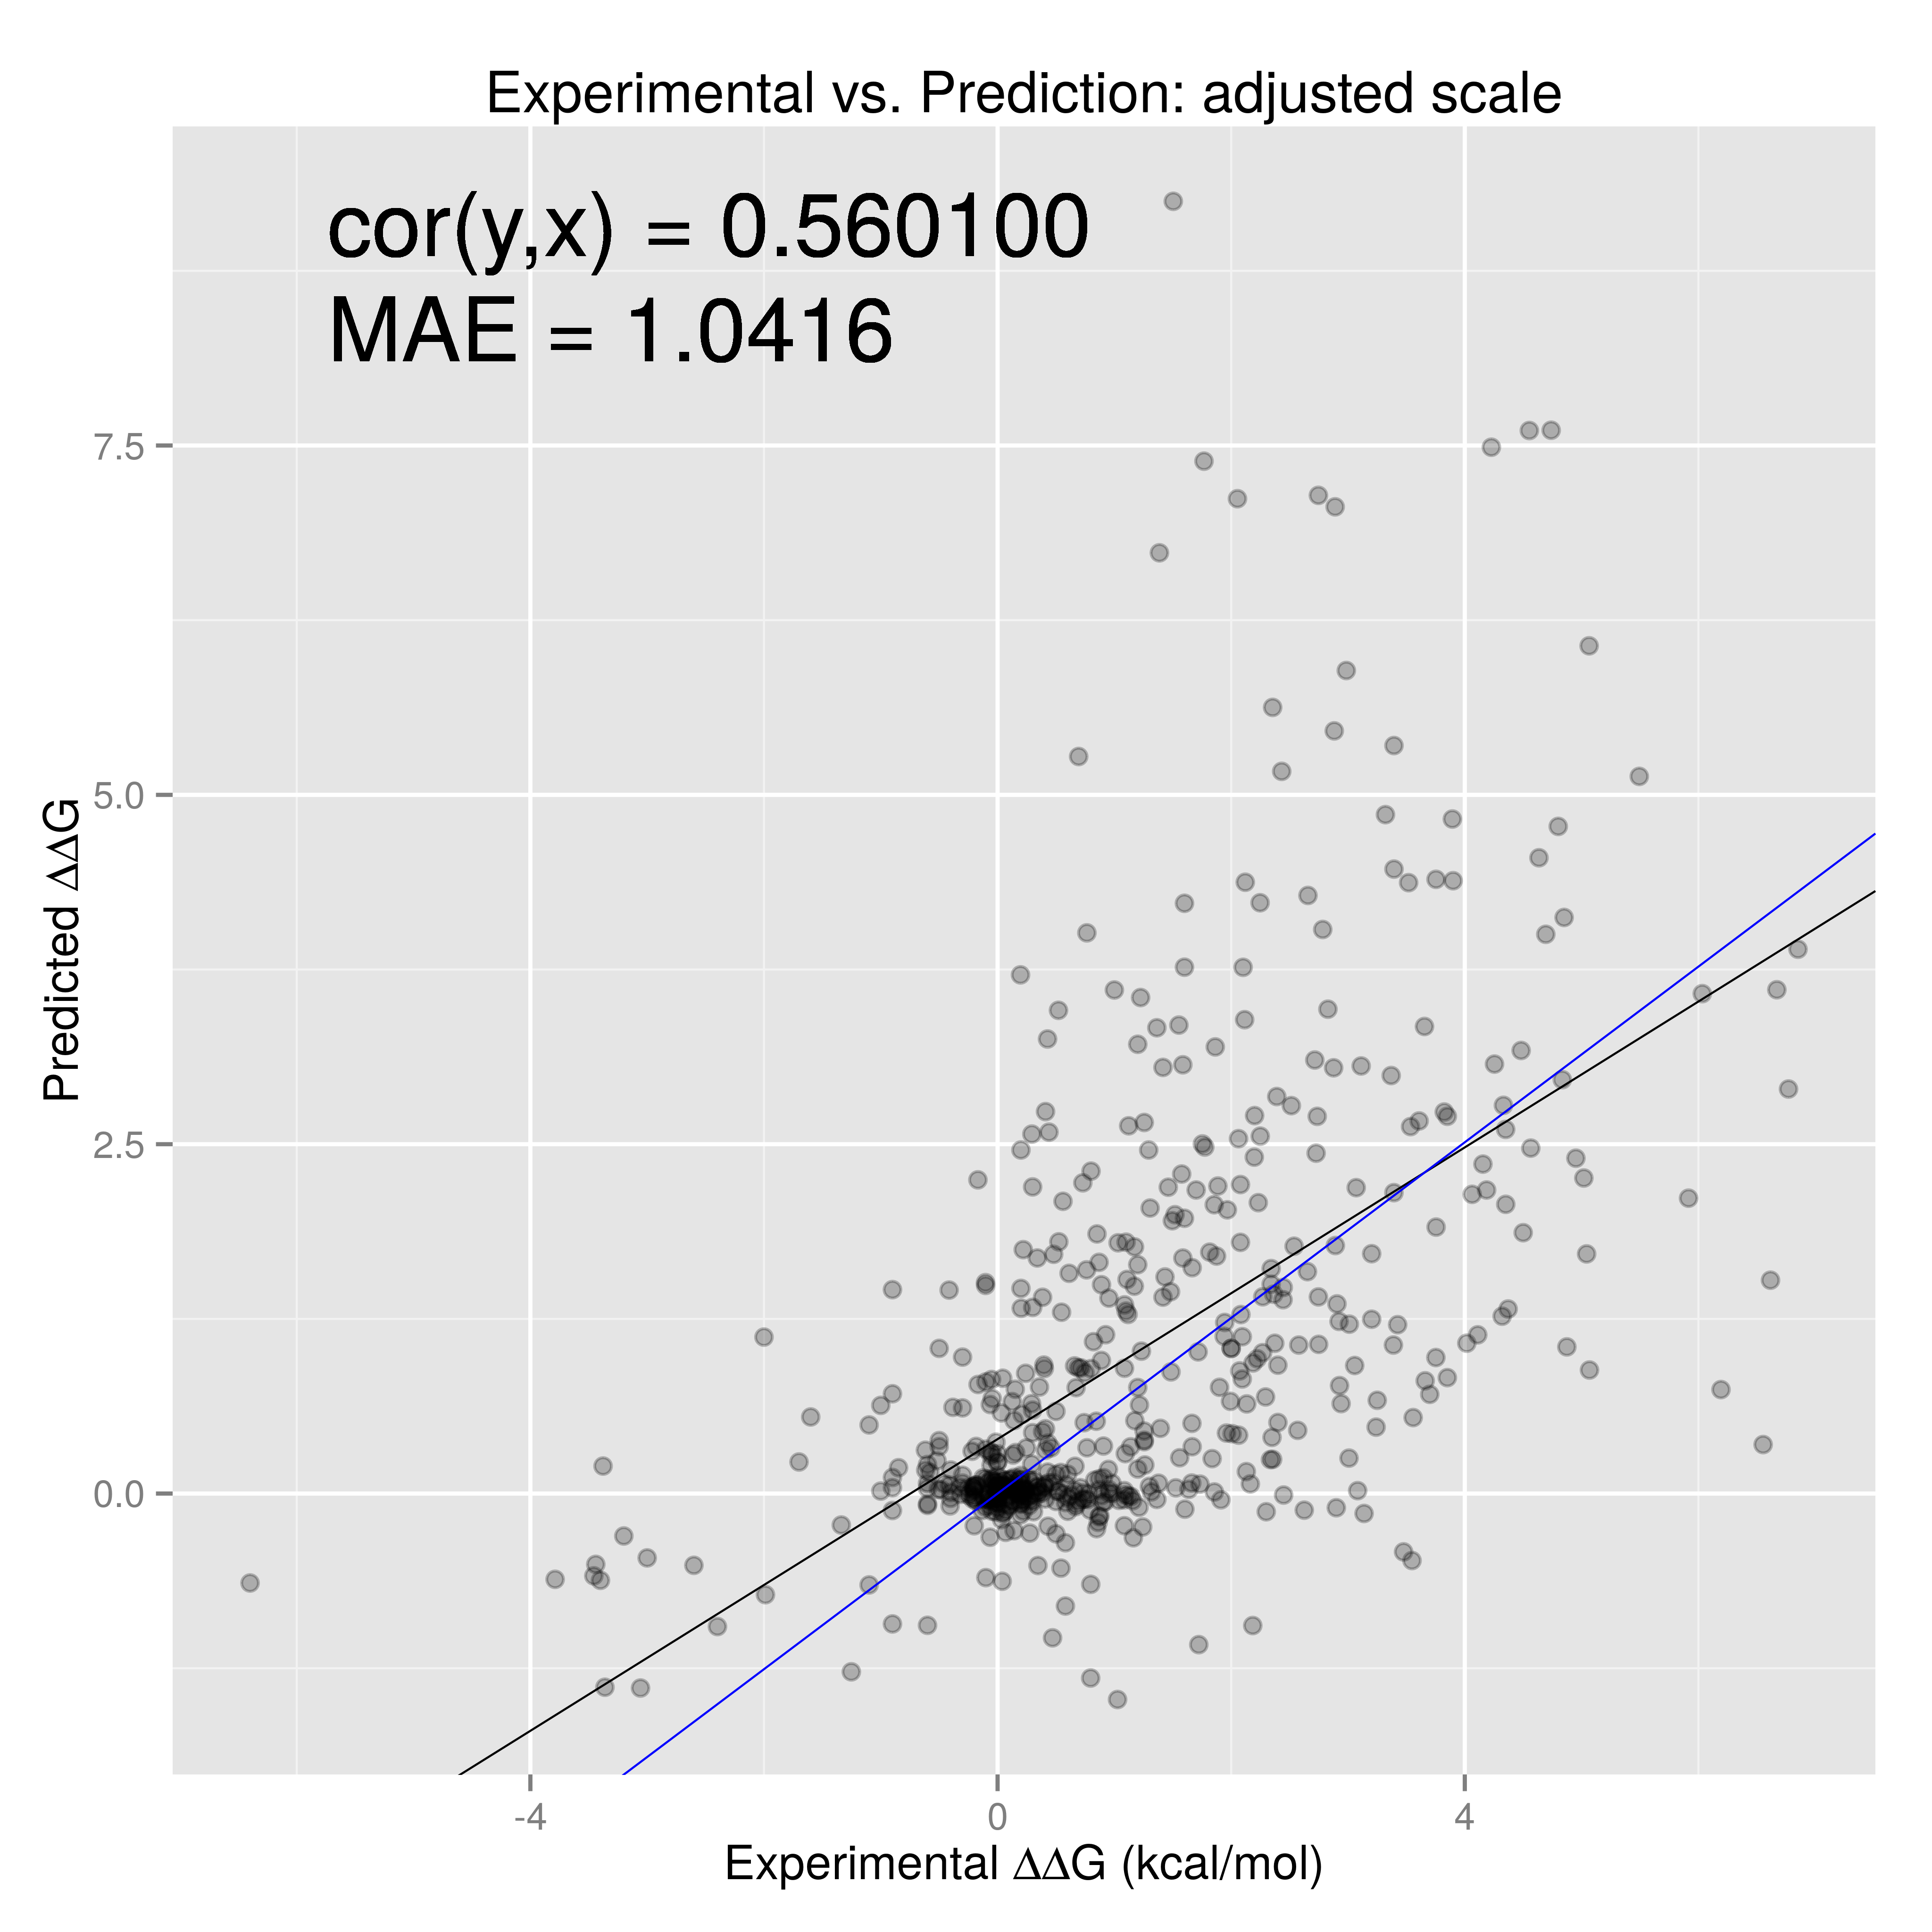 Experimental vs. Prediction: adjusted scale
cor(y,x) = 0.560100
MAE = 1.0416
7.5
5.0
2.5
0.0
Predicted ΔΔG
-4
0
4
Experimental ΔΔG (kcal/mol)